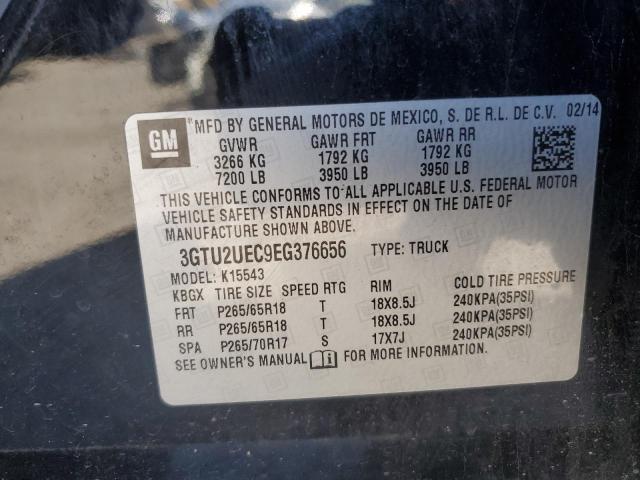 GM MFD BY GENERAL MOTORS DE MEXICO, S. DE R.L. DE C.V. 02/14
GVWR GAWR FRT GAWR RR
3266 KG 1792 KG 1792 KG
7200 LB 3950 LB 3950 LB
THIS VEHICLE CONFORMS TO ALL APPLICABLE U.S. FEDERAL MOTOR
VEHICLE SAFETY STANDARDS IN EFFECT ON THE DATE OF
MANUFACTURE SHOWN ABOVE.
3GTU2UEC9EG376656 TYPE: TRUCK
MODEL: K15543
KBGX TIRE SIZE SPEED RTG RIM COLD TIRE PRESSURE
FRT P265/65R18 T 18X8.5J 240KPA(35PSI)
RR P265/65R18 T 18X8.5J 240KPA(35PSI)
SPA P265/70R17 S 17X7J 240KPA(35PSI)
SEE OWNER'S MANUAL i FOR MORE INFORMATION.